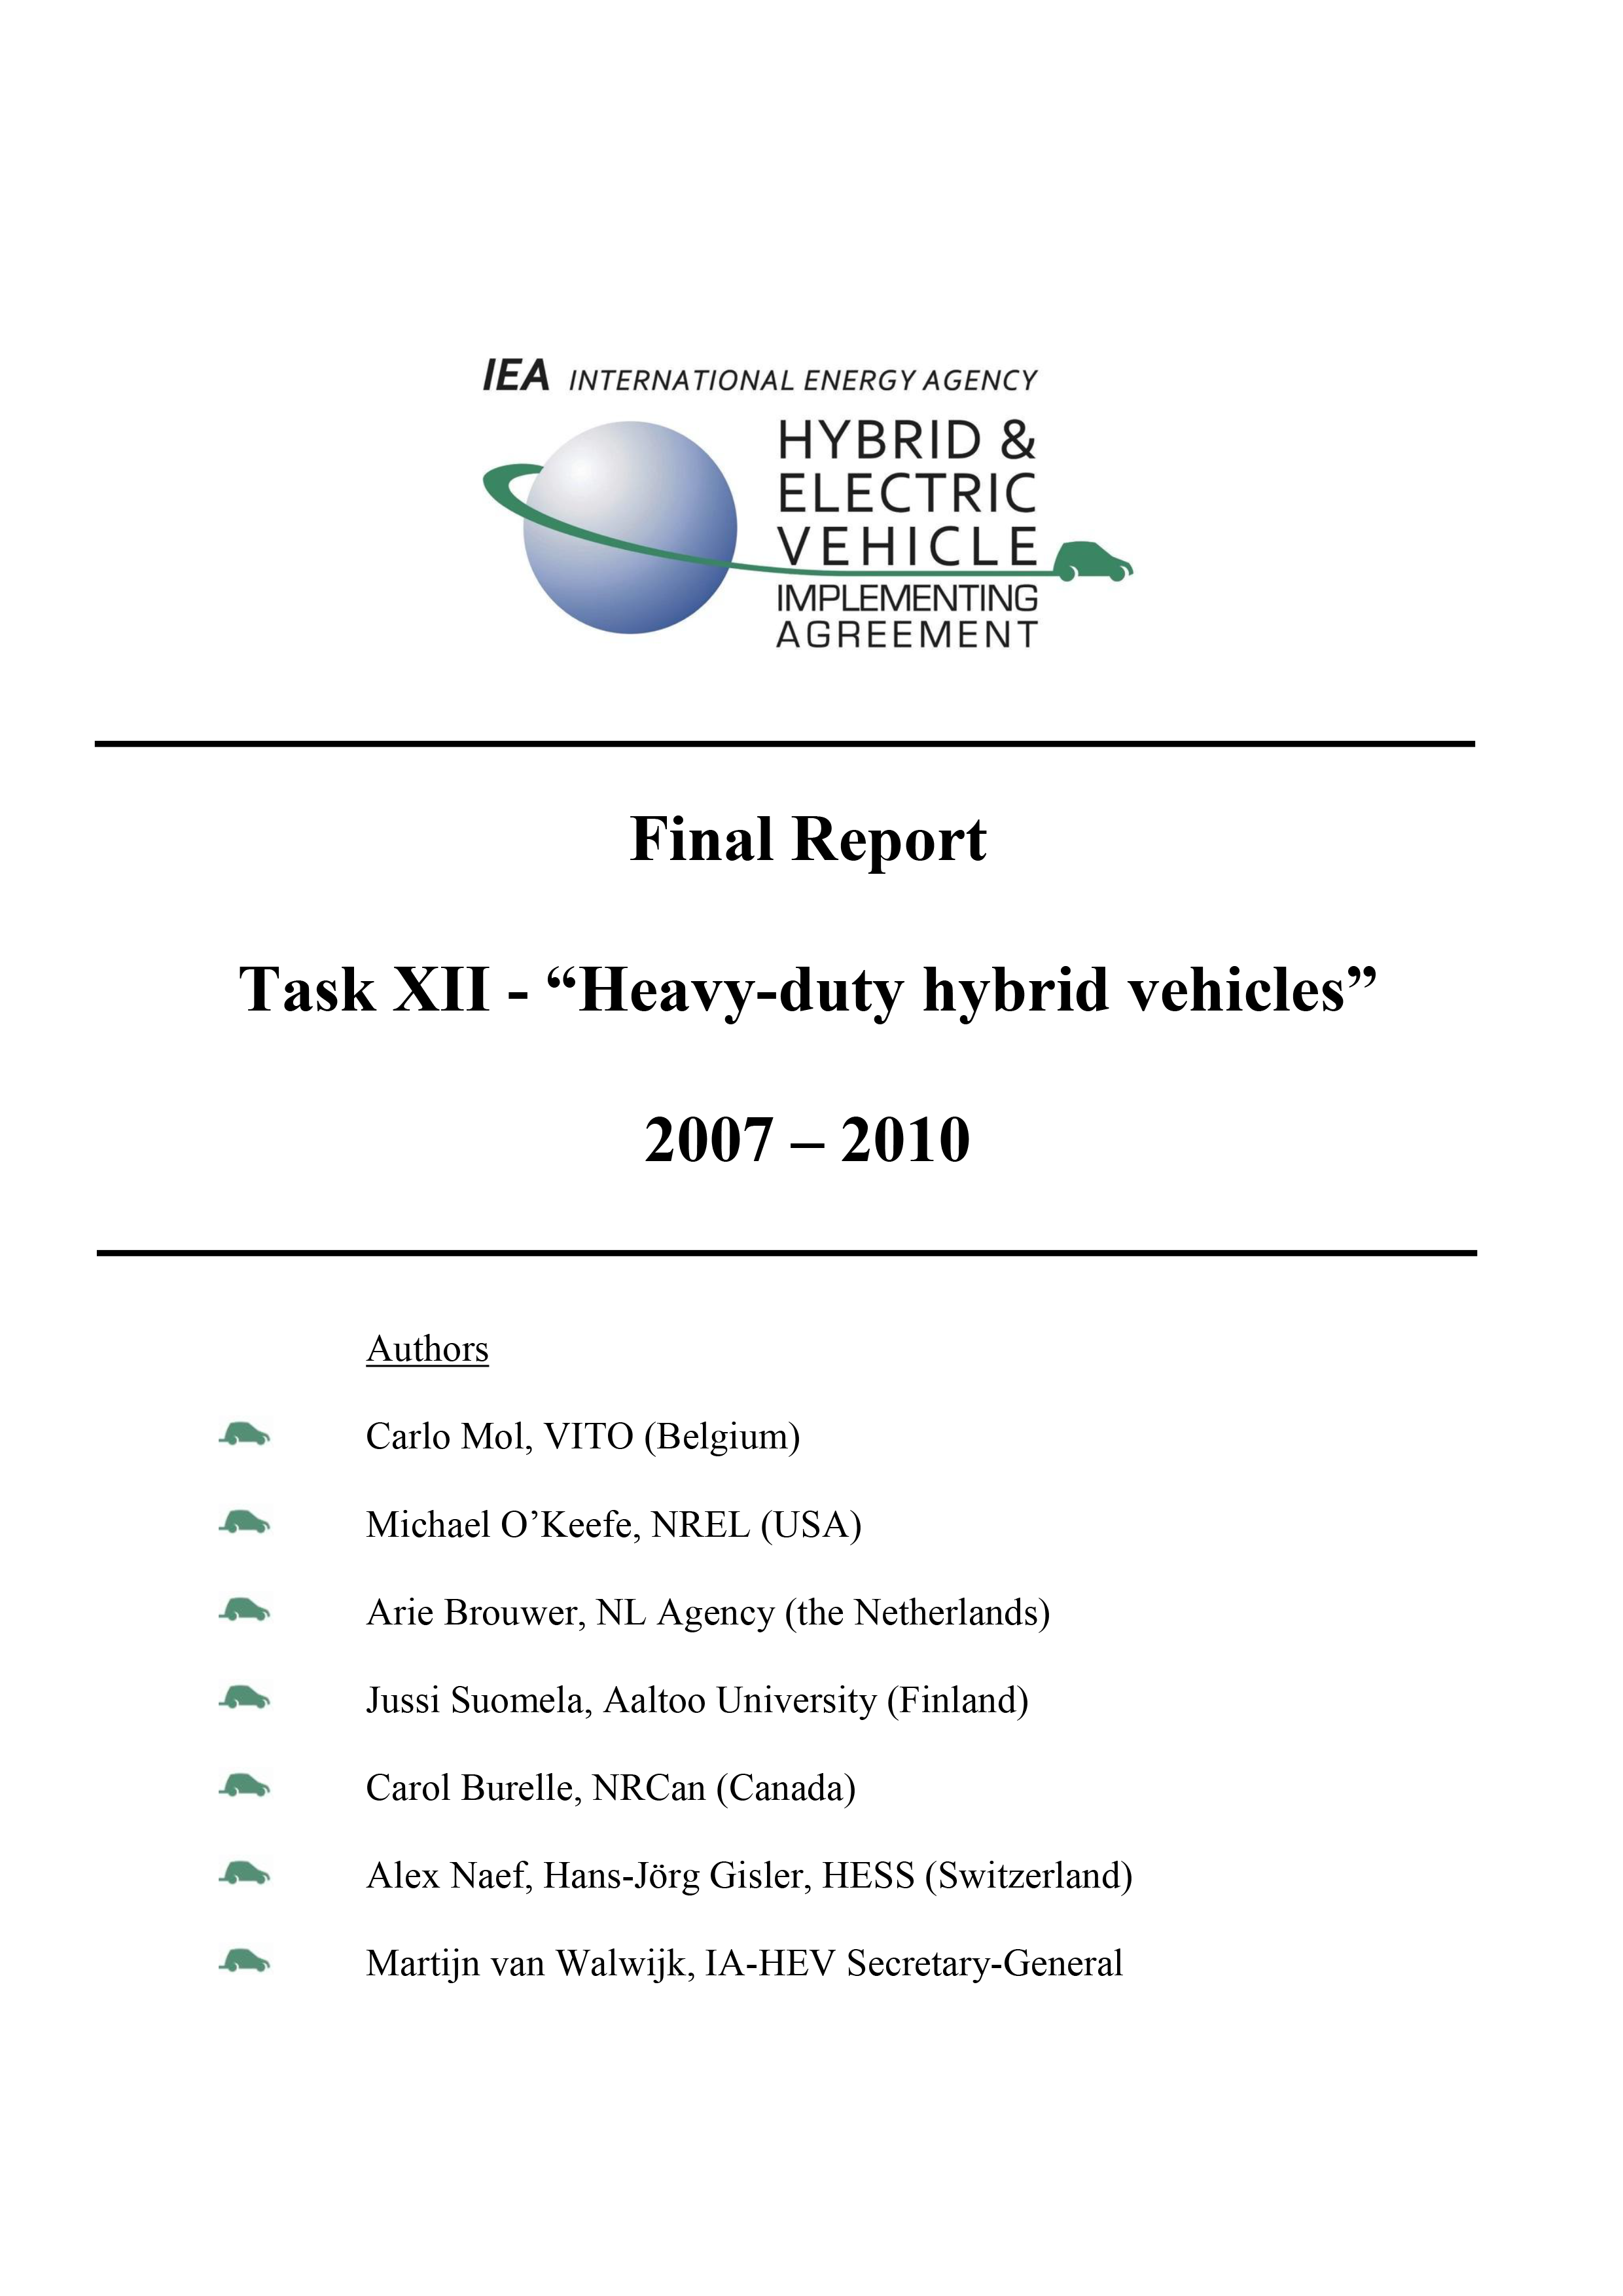 IEA INTERNATIONAL ENERGY AGENCY
HYBRID &
ELECTRIC
VEHICLE
IMPLEMENTING
AGREEMENT
Final Report
Task XII - “Heavy-duty hybrid vehicles”
2007 – 2010
Authors
Carlo Mol, VITO (Belgium)
Michael O’Keefe, NREL (USA)
Arie Brouwer, NL Agency (the Netherlands)
Jussi Suomela, Aaltoo University (Finland)
Carol Burelle, NRCan (Canada)
Alex Naef, Hans-Jörg Gisler, HESS (Switzerland)
Martijn van Walwijk, IA-HEV Secretary-General